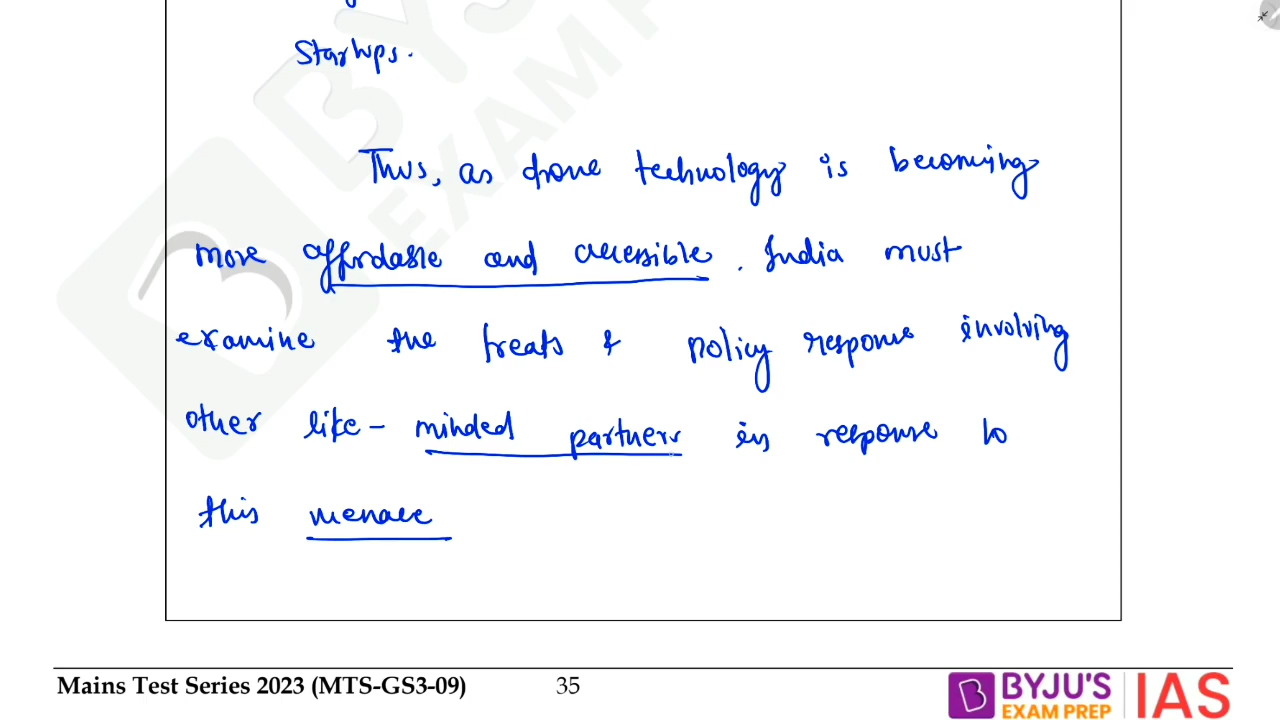 Startups.
Thus, as drone technology is becoming
more affordable and accessible. India must
examine the treats & policy response involving
other like-minded partners in response to
this menace
Mains Test Series 2023 (MTS-GS3-09) 35
BYJU'S
EXAM PREP
IAS